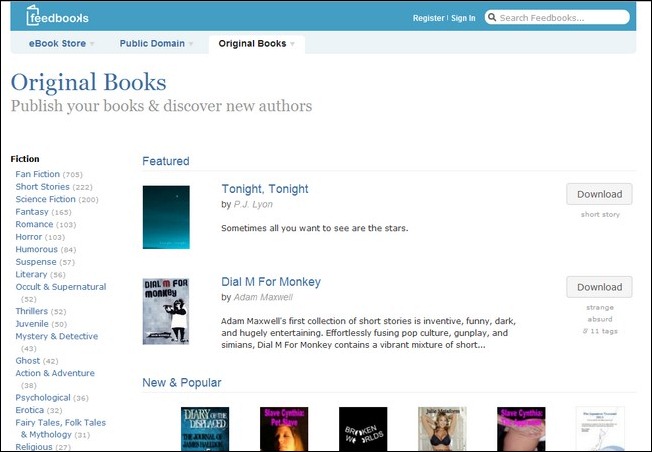 feedbooks
Register | Sign In
Search Feedbooks...
eBook Store
Public Domain
Original Books
Original Books
Publish your books & discover new authors
Fiction
Fan Fiction (705)
Short Stories (222)
Science Fiction (200)
Fantasy (165)
Romance (103)
Horror (103)
Humorous (84)
Suspense (57)
Literary (56)
Occult & Supernatural
(52)
Thrillers (52)
Juvenile (50)
Mystery & Detective
(43)
Ghost (42)
Action & Adventure
(38)
Psychological (36)
Erotica (32)
Fairy Tales, Folk Tales
& Mythology (31)
Religious (27)
Featured
Tonight, Tonight
by P.J. Lyon
Sometimes all you want to see are the stars.
Download
short story
DIAL M FOR
MONKEY
Dial M For Monkey
by Adam Maxwell
Adam Maxwell's first collection of short stories is inventive, funny, dark,
and hugely entertaining. Effortlessly fusing pop culture, gunplay, and
simians, Dial M For Monkey contains a vibrant mixture of short...
Download
strange
absurd
// 11 tags
New & Popular
DIARY OF THE
DISPLACED
THE JOURNAL OF
Slave Cynthia:
Pet Slave
BROKEN
WORLDS
Slave Cynthia: